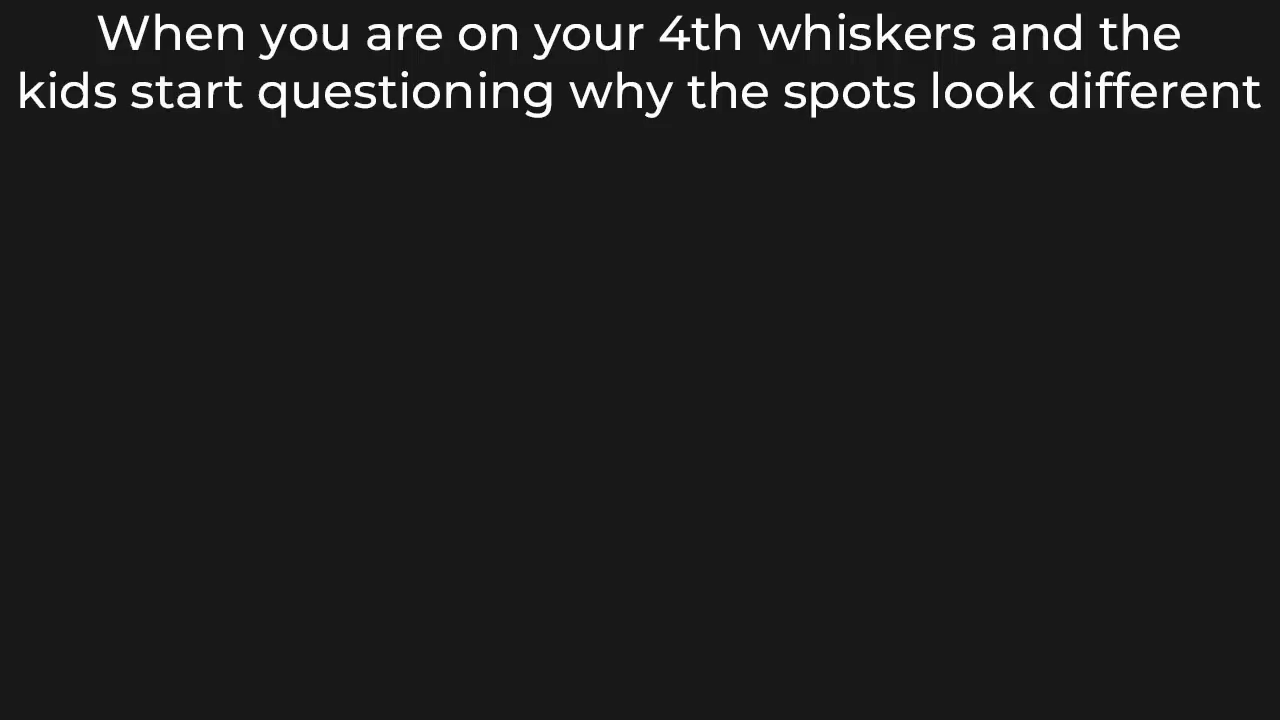 When you are on your 4th whiskers and the
kids start questioning why the spots look different